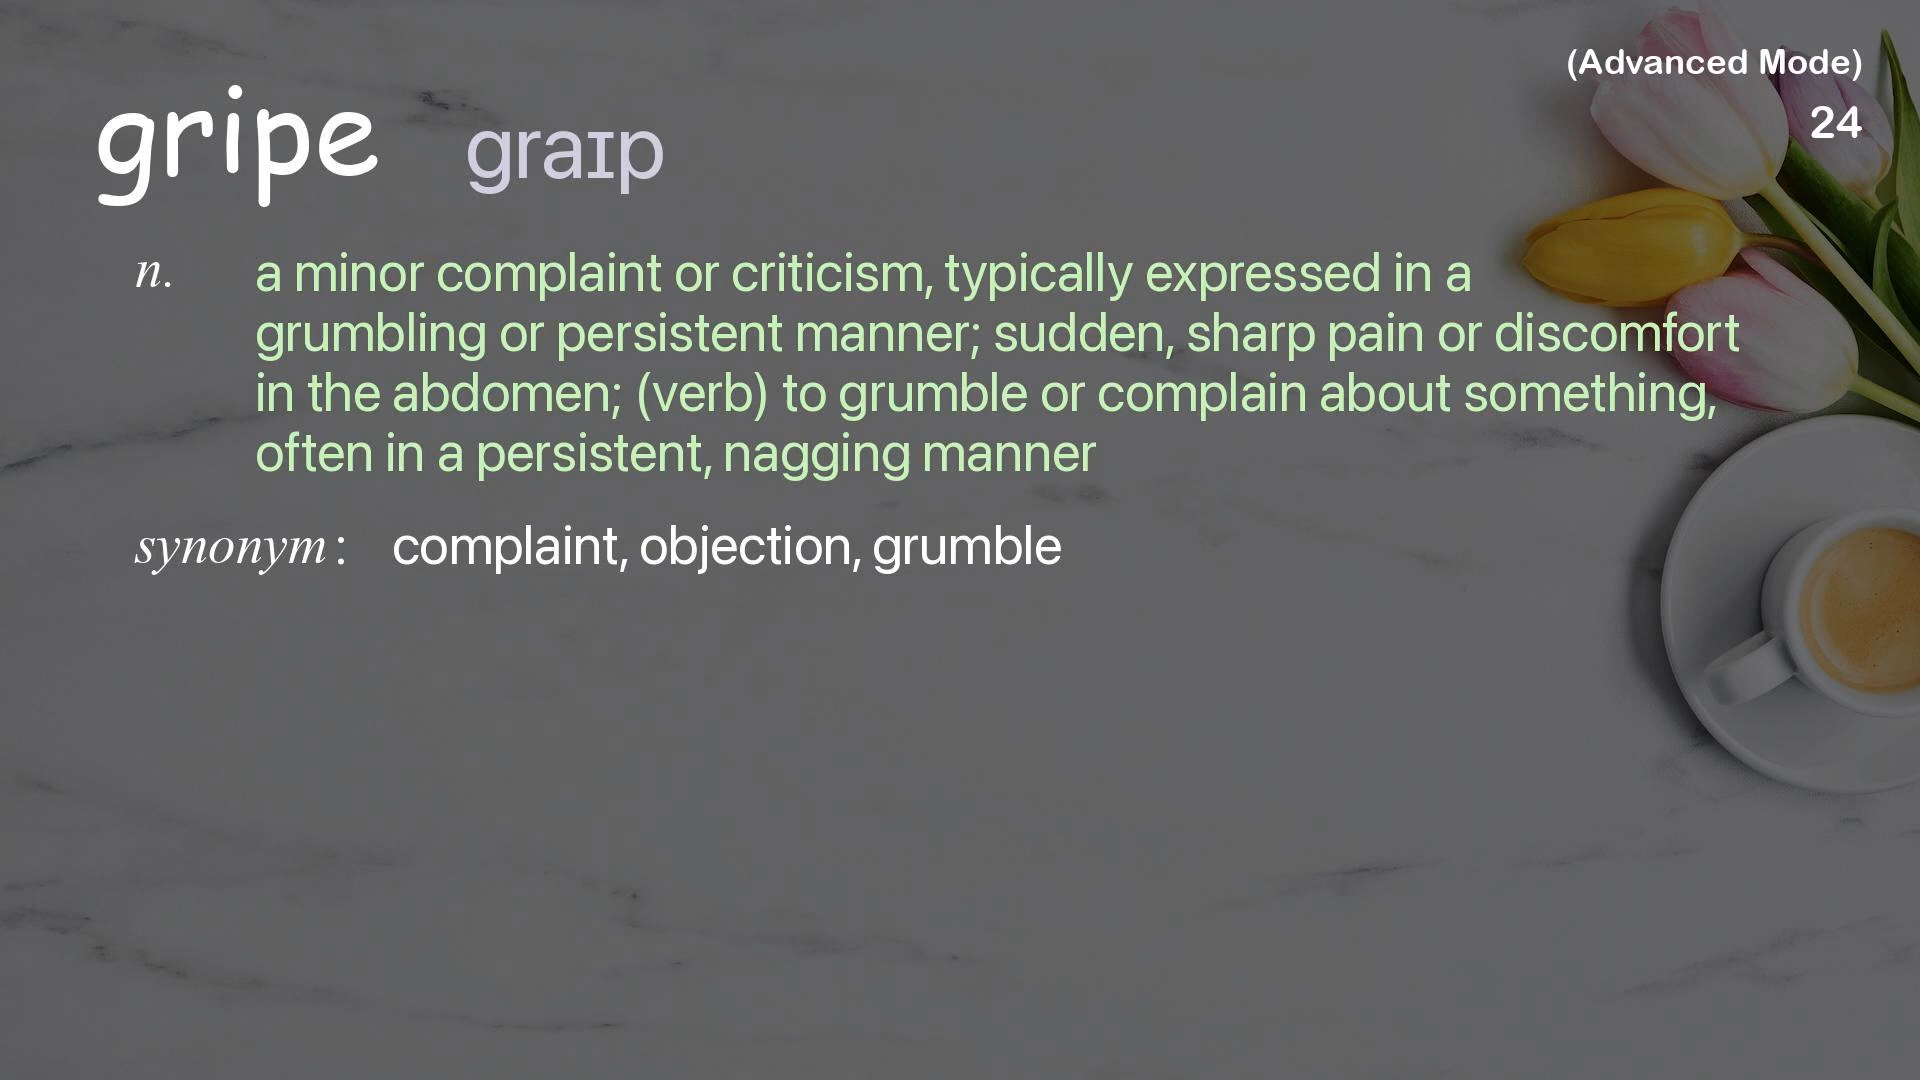 (Advanced Mode)
24
gripe graɪp
n. a minor complaint or criticism, typically expressed in a
grumbling or persistent manner; sudden, sharp pain or discomfort
in the abdomen; (verb) to grumble or complain about something,
often in a persistent, nagging manner
synonym: complaint, objection, grumble